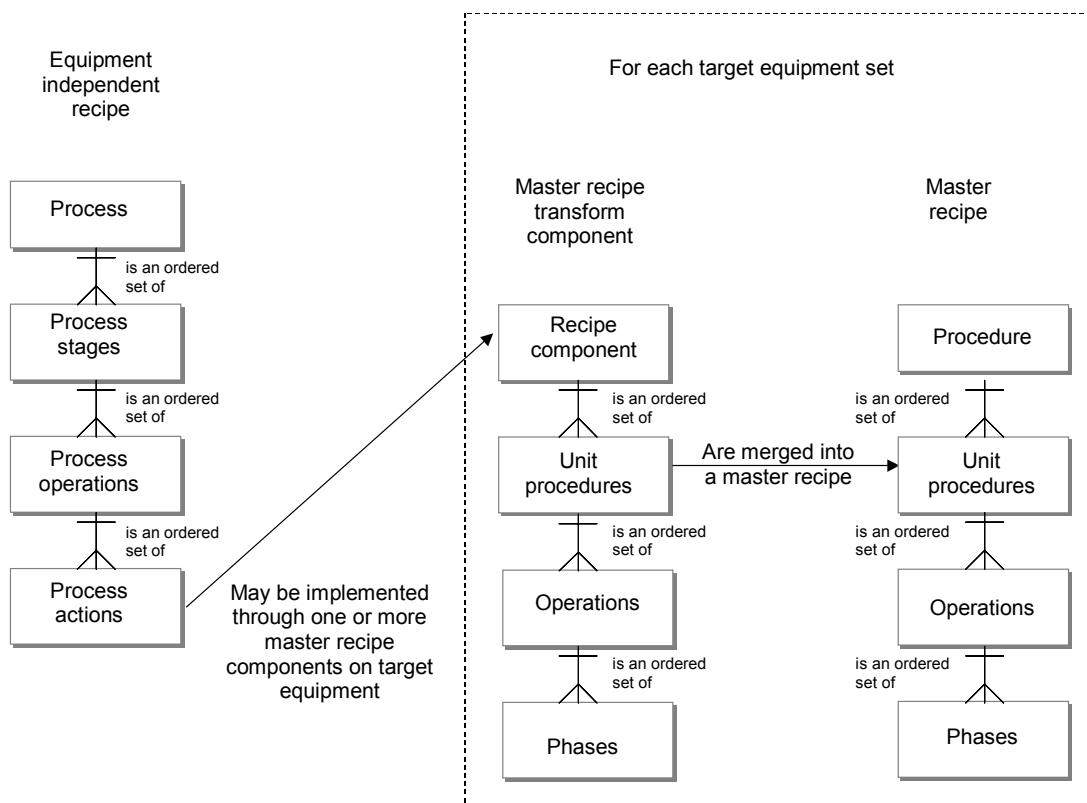 Equipment
independent
recipe
For each target equipment set
Master recipe
transform
component
Master
recipe
Process
is an ordered
set of
Process
stages
is an ordered
set of
Process
operations
is an ordered
set of
Process
actions
May be implemented
through one or more
master recipe
components on target
equipment
Recipe
component
is an ordered
set of
Unit
procedures
is an ordered
set of
Operations
is an ordered
set of
Phases
Are merged into
a master recipe
Procedure
is an ordered
set of
Unit
procedures
is an ordered
set of
Operations
is an ordered
set of
Phases